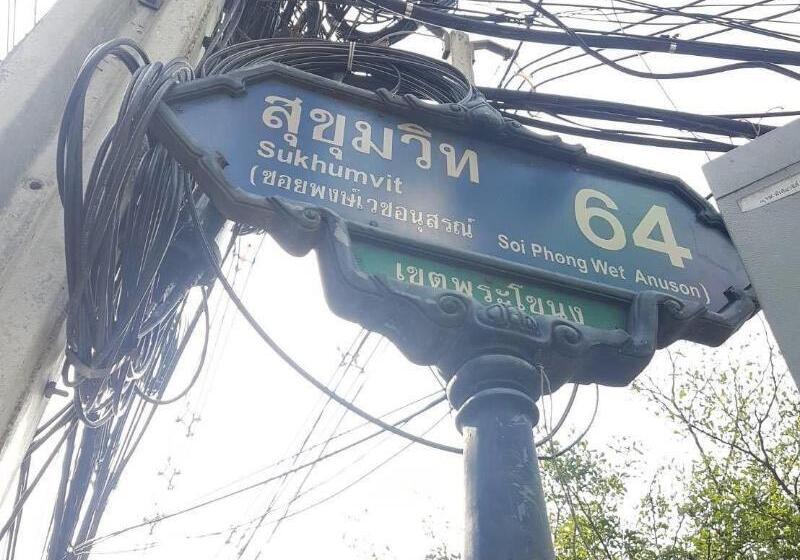 สุขุมวิท 64
Sukhumvit
(ซอยพงษ์เวชอนุสรณ์ Soi Phong Wet Anuson)
เขตพระโขนง